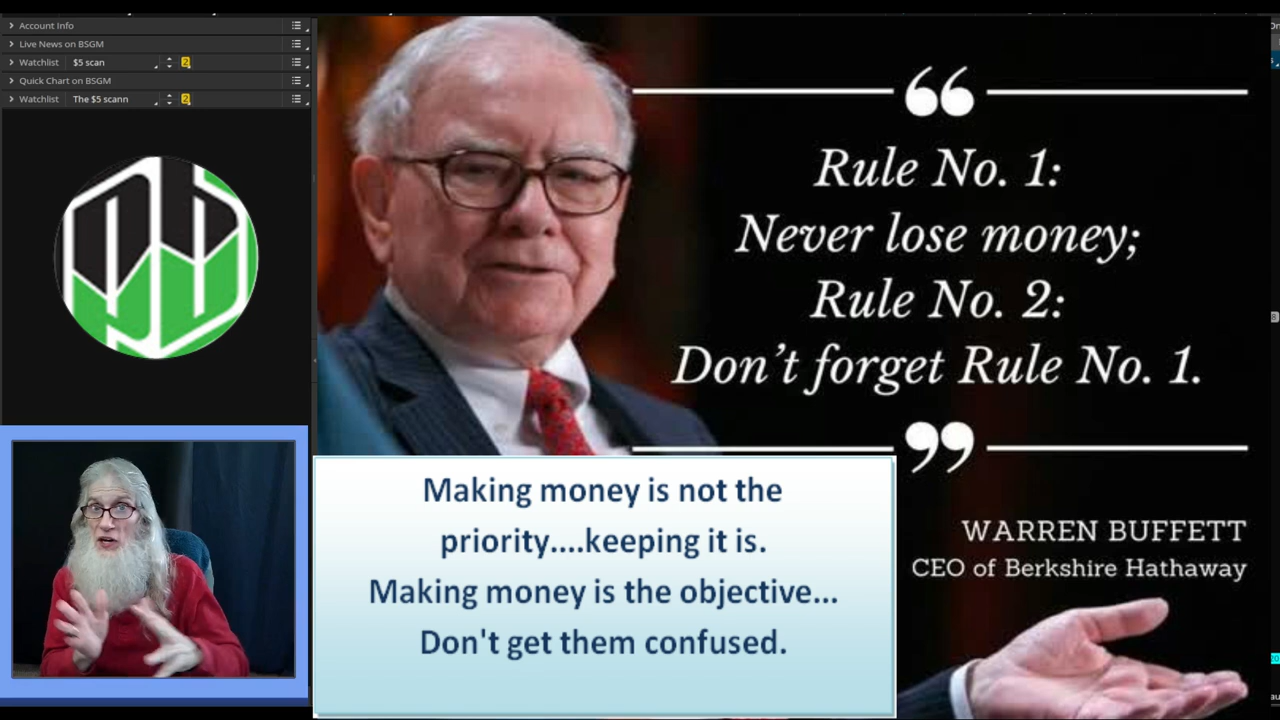 Account Info
Live News on BSGM
Watchlist $5 scan 2
Quick Chart on BSGM
Watchlist The $5 scann 2
“
Rule No. 1:
Never lose money;
Rule No. 2:
Don’t forget Rule No. 1.
”
WARREN BUFFETT
CEO of Berkshire Hathaway
Making money is not the
priority....keeping it is.
Making money is the objective...
Don't get them confused.